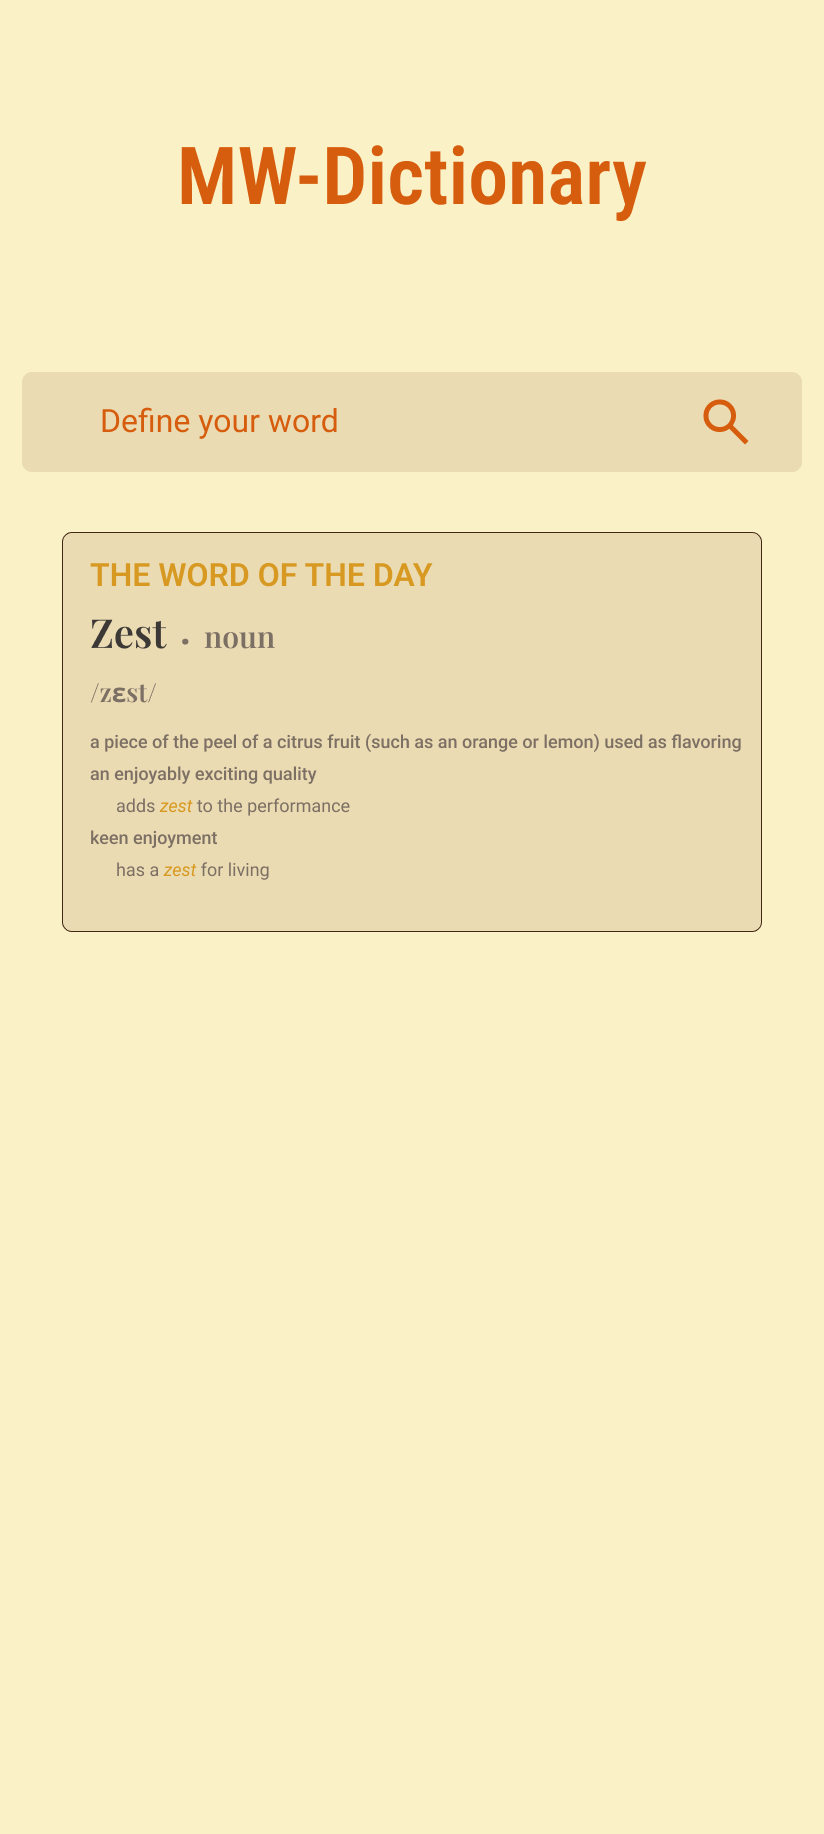 MW-Dictionary
Define your word
THE WORD OF THE DAY
Zest • noun
/zɛst/
a piece of the peel of a citrus fruit (such as an orange or lemon) used as flavoring
an enjoyably exciting quality
adds zest to the performance
keen enjoyment
has a zest for living